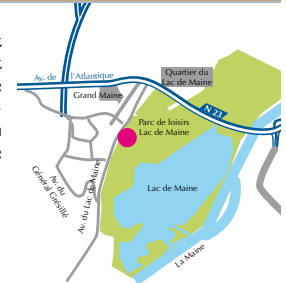 Av. de l'Atlantique
Quartier du
Lac de Maine
Grand Maine
N 23
Parc de loisirs
Lac de Maine
Av. du
Général Grésillé
Av. du Lac de Maine
Lac de Maine
La Maine